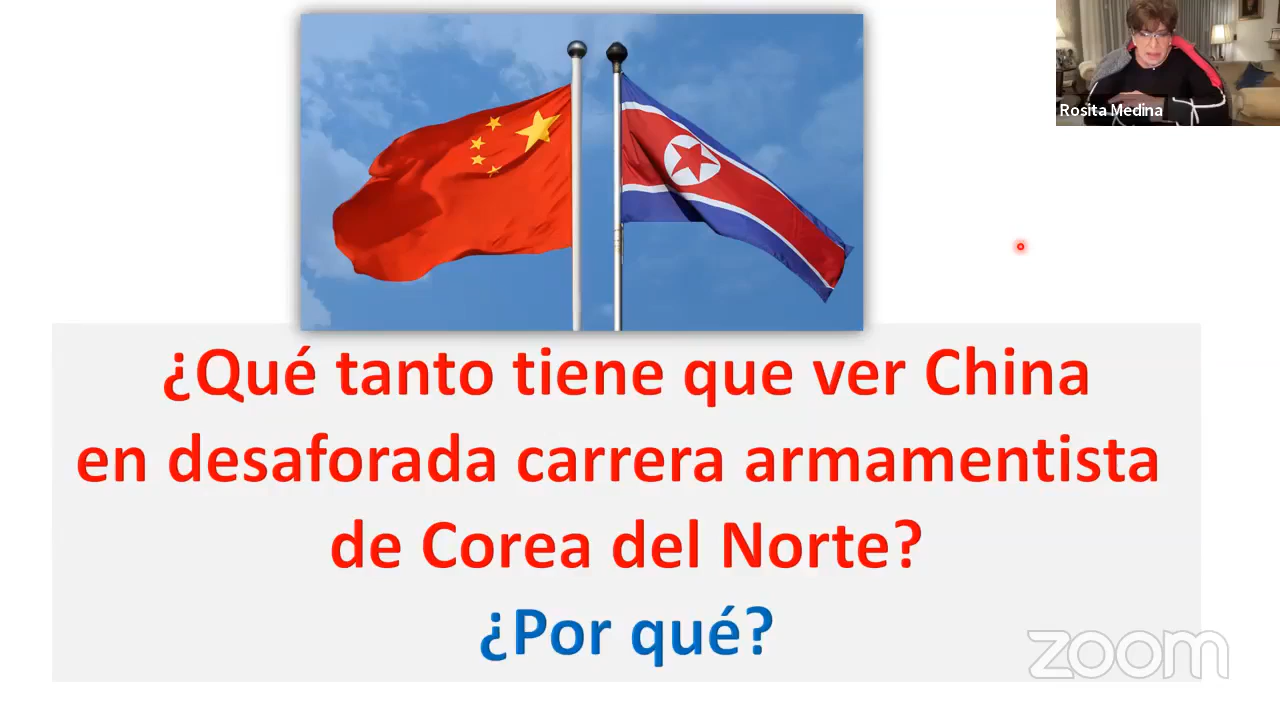 Rosita Medina
¿Qué tanto tiene que ver China
en desaforada carrera armamentista
de Corea del Norte?
¿Por qué?
zoom